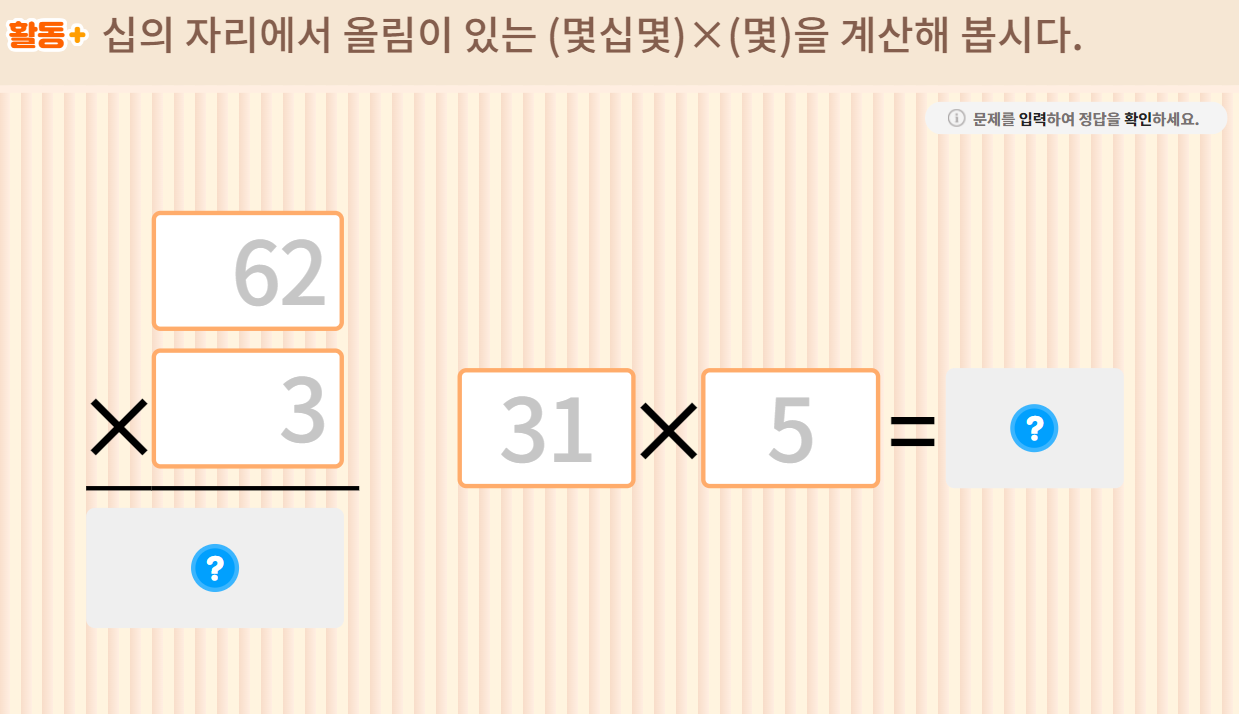 활동+ 십의 자리에서 올림이 있는 (몇십몇)×(몇)을 계산해 봅시다.
문제를 입력하여 정답을 확인하세요.
62
× 3
?
31 × 5 = ?